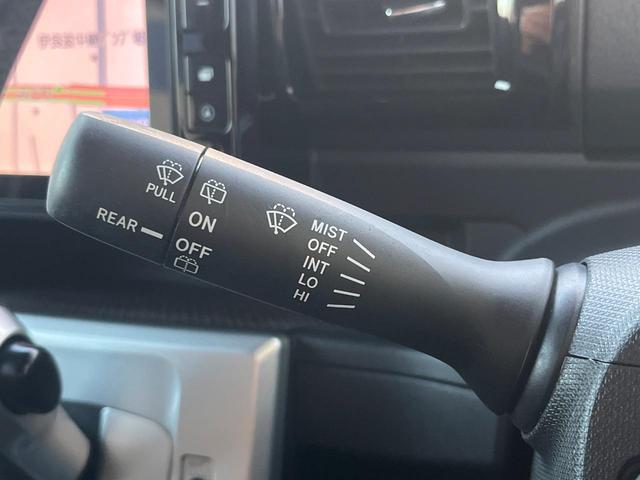 PULL
REAR
ON
OFF
MIST
OFF
INT
LO
HI